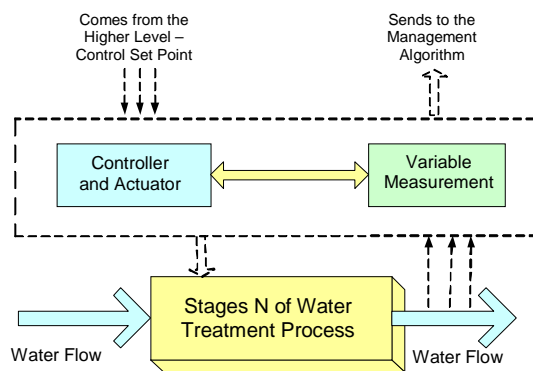 Comes from the
Higher Level –
Control Set Point
Sends to the
Management
Algorithm
Controller
and Actuator
Variable
Measurement
Stages N of Water
Treatment Process
Water Flow
Water Flow